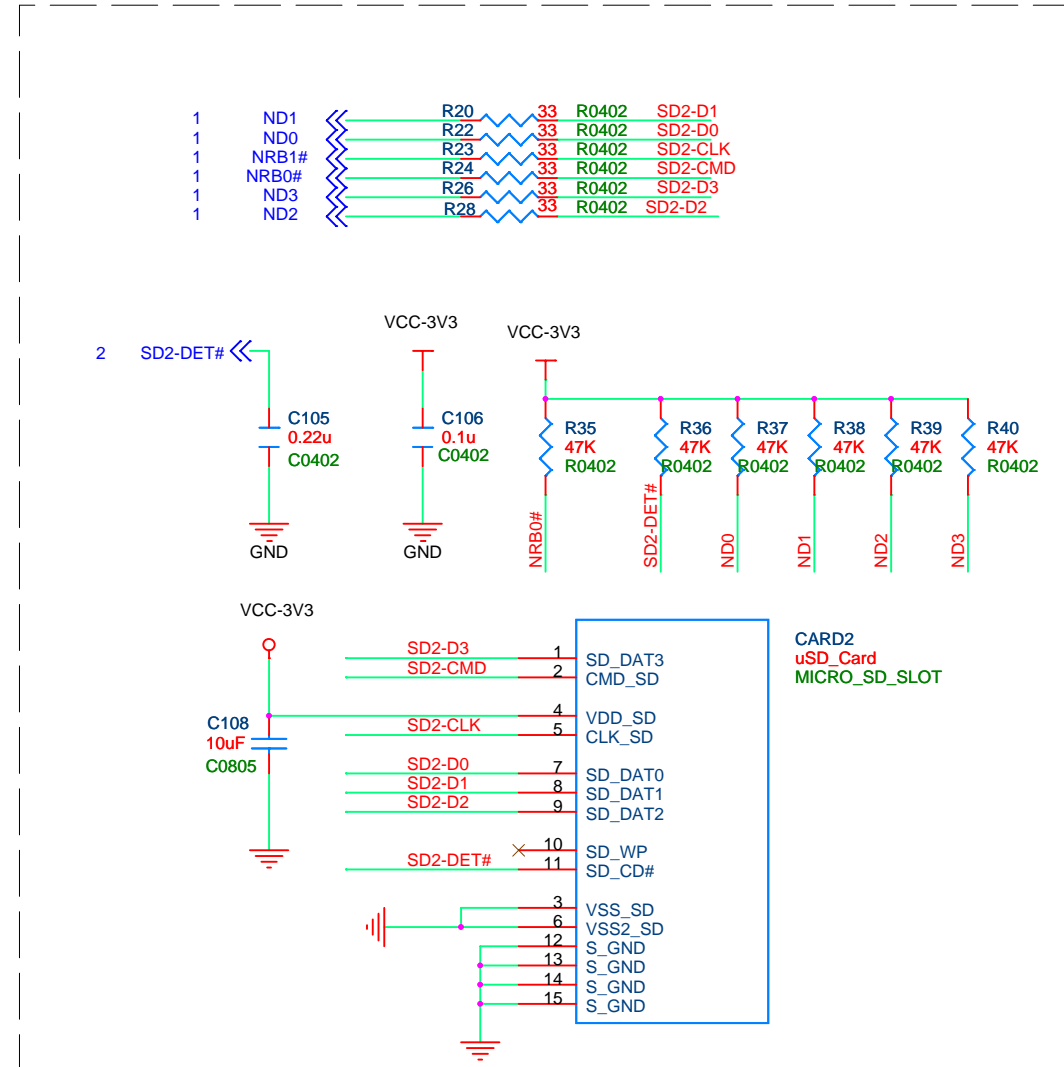 1 ND1 R20 33 R0402 SD2-D1
1 ND0 R22 33 R0402 SD2-D0
1 NRB1# R23 33 R0402 SD2-CLK
1 NRB0# R24 33 R0402 SD2-CMD
1 ND3 R26 33 R0402 SD2-D3
1 ND2 R28 33 R0402 SD2-D2
VCC-3V3 VCC-3V3
2 SD2-DET#
C105 C106 R35 R36 R37 R38 R39 R40
0.22u 0.1u 47K 47K 47K 47K 47K 47K
C0402 C0402 R0402 R0402 R0402 R0402 R0402 R0402
NRB0# SD2-DET# ND0 ND1 ND2 ND3
GND GND
VCC-3V3
CARD2
uSD_Card
MICRO_SD_SLOT
SD2-D3 1 SD_DAT3
SD2-CMD 2 CMD_SD
4 VDD_SD
SD2-CLK 5 CLK_SD
C108
10uF
C0805
SD2-D0 7 SD_DAT0
SD2-D1 8 SD_DAT1
SD2-D2 9 SD_DAT2
10 SD_WP
SD2-DET# 11 SD_CD#
3 VSS_SD
6 VSS2_SD
12 S_GND
13 S_GND
14 S_GND
15 S_GND